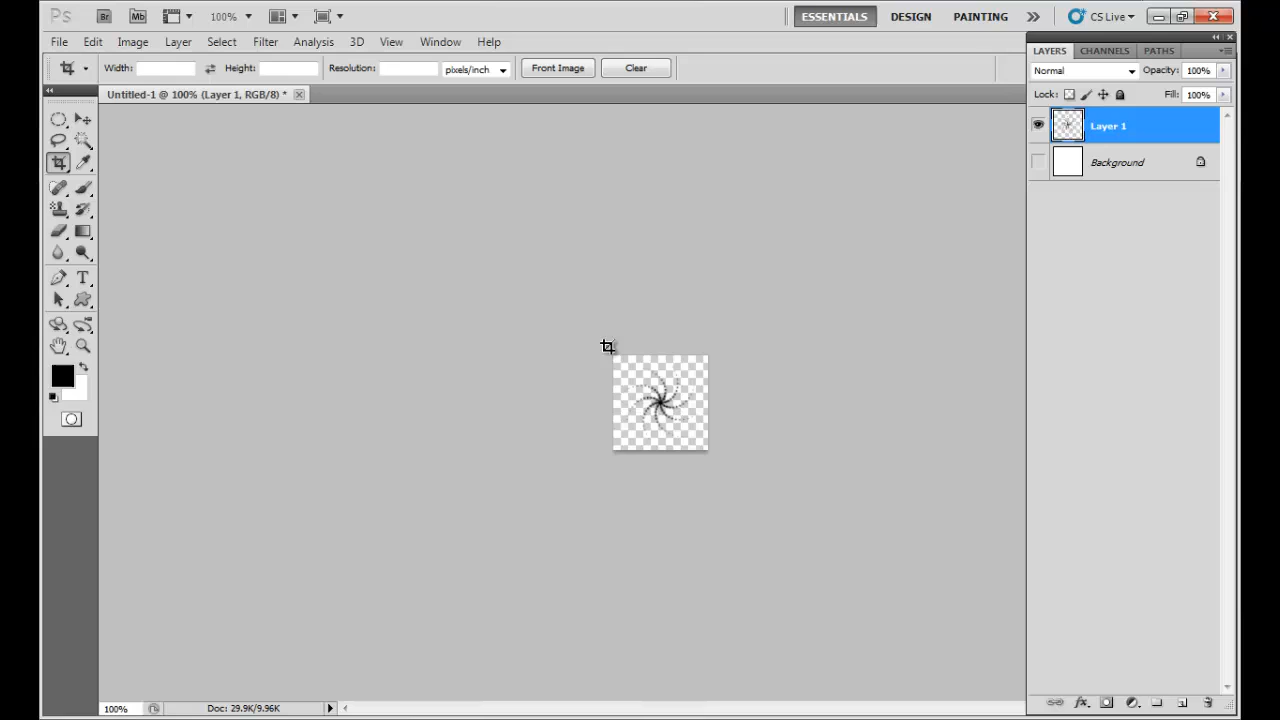 Ps Br Mb 100% ESSENTIALS DESIGN PAINTING CS Live
File Edit Image Layer Select Filter Analysis 3D View Window Help
Width: Height: Resolution: pixels/inch Front Image Clear
Untitled-1 @ 100% (Layer 1, RGB/8) *
LAYERS CHANNELS PATHS
Normal Opacity: 100%
Lock: Fill: 100%
Layer 1
Background
T
100% Doc: 29.9K/9.96K
fx